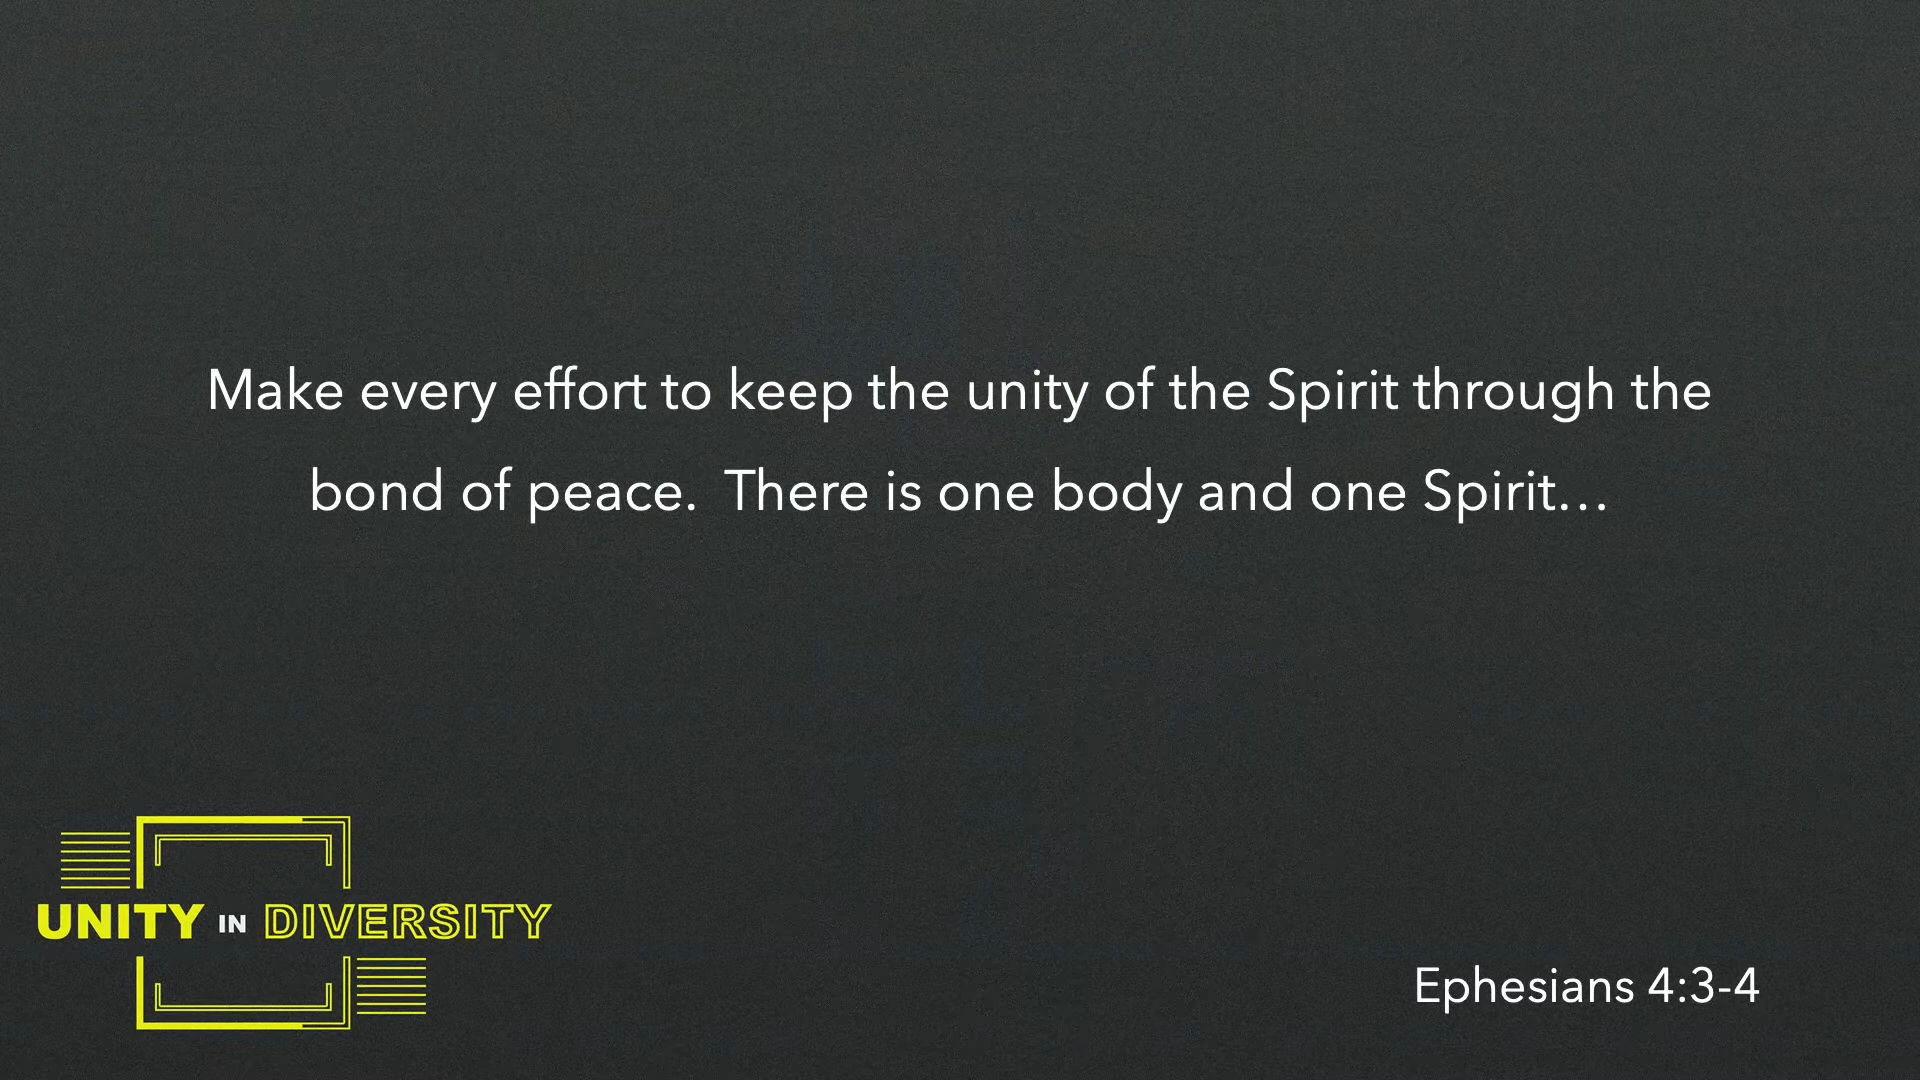 Make every effort to keep the unity of the Spirit through the
bond of peace.  There is one body and one Spirit…
UNITY IN DIVERSITY
Ephesians 4:3-4